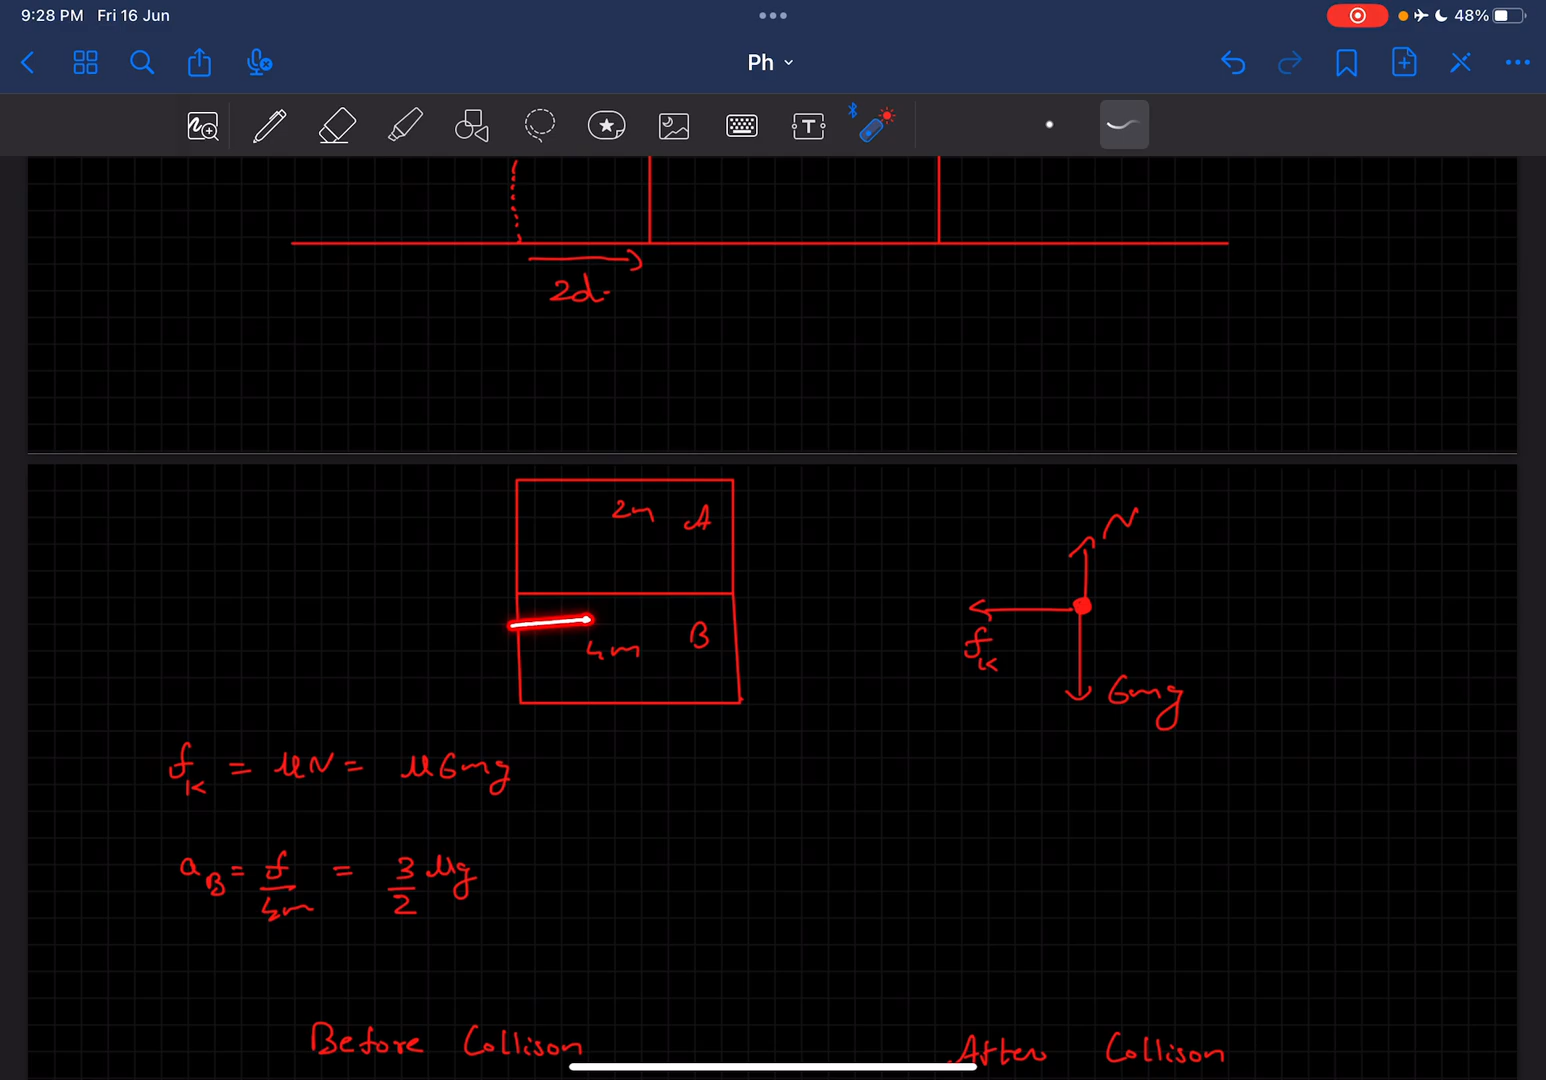 9:28 PM Fri 16 Jun
48%
Ph
T
2d.
2m A
N
B
4m
fK
6mg
fK = μN = μ6mg
aB = f/4m = 3/2 μg
Before Collison
After Collison